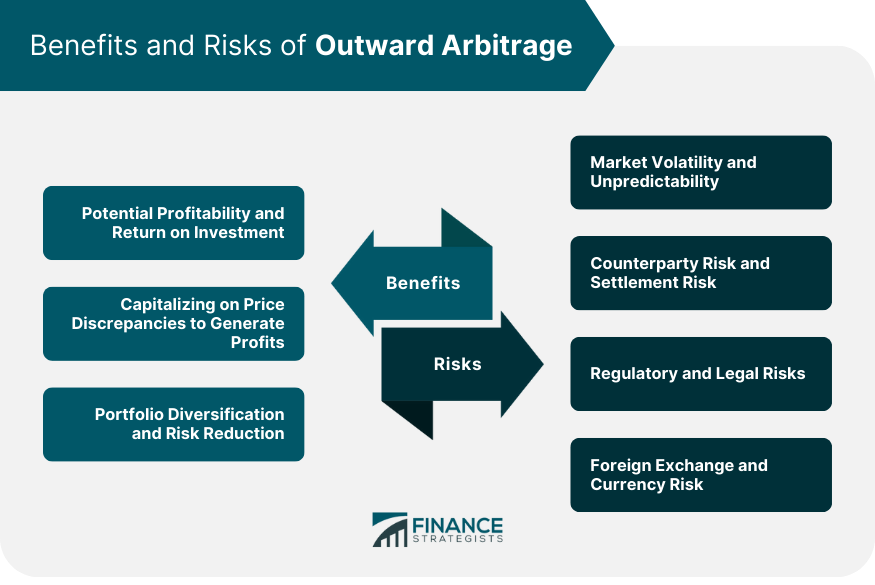 Benefits and Risks of Outward Arbitrage
Potential Profitability and
Return on Investment
Capitalizing on Price
Discrepancies to Generate
Profits
Portfolio Diversification
and Risk Reduction
Benefits
Risks
Market Volatility and
Unpredictability
Counterparty Risk and
Settlement Risk
Regulatory and Legal Risks
Foreign Exchange and
Currency Risk
FINANCE
STRATEGISTS